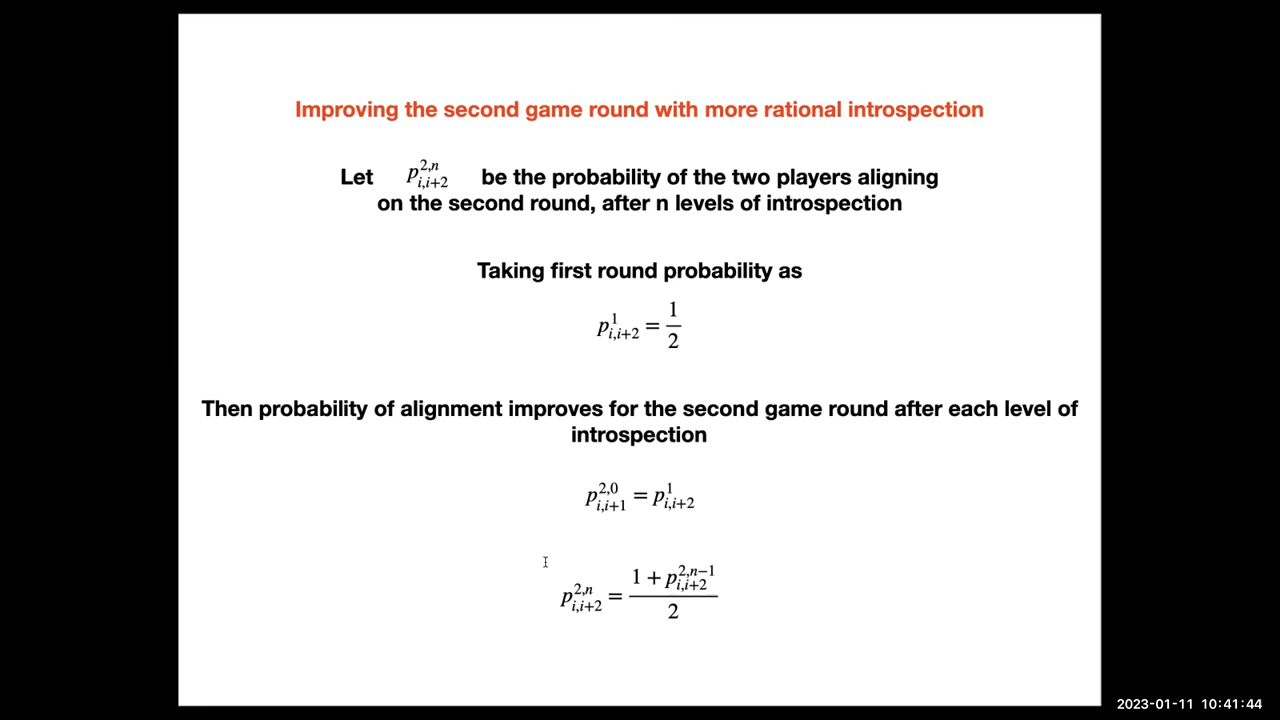 Improving the second game round with more rational introspection
Let $p^{2,n}_{i,i+2}$ be the probability of the two players aligning
on the second round, after n levels of introspection
Taking first round probability as
$p^{1}_{i,i+2} = \frac{1}{2}$
Then probability of alignment improves for the second game round after each level of
introspection
$p^{2,0}_{i,i+1} = p^{1}_{i,i+2}$
$p^{2,n}_{i,i+2} = \frac{1 + p^{2,n-1}_{i,i+2}}{2}$
2023-01-11 10:41:44